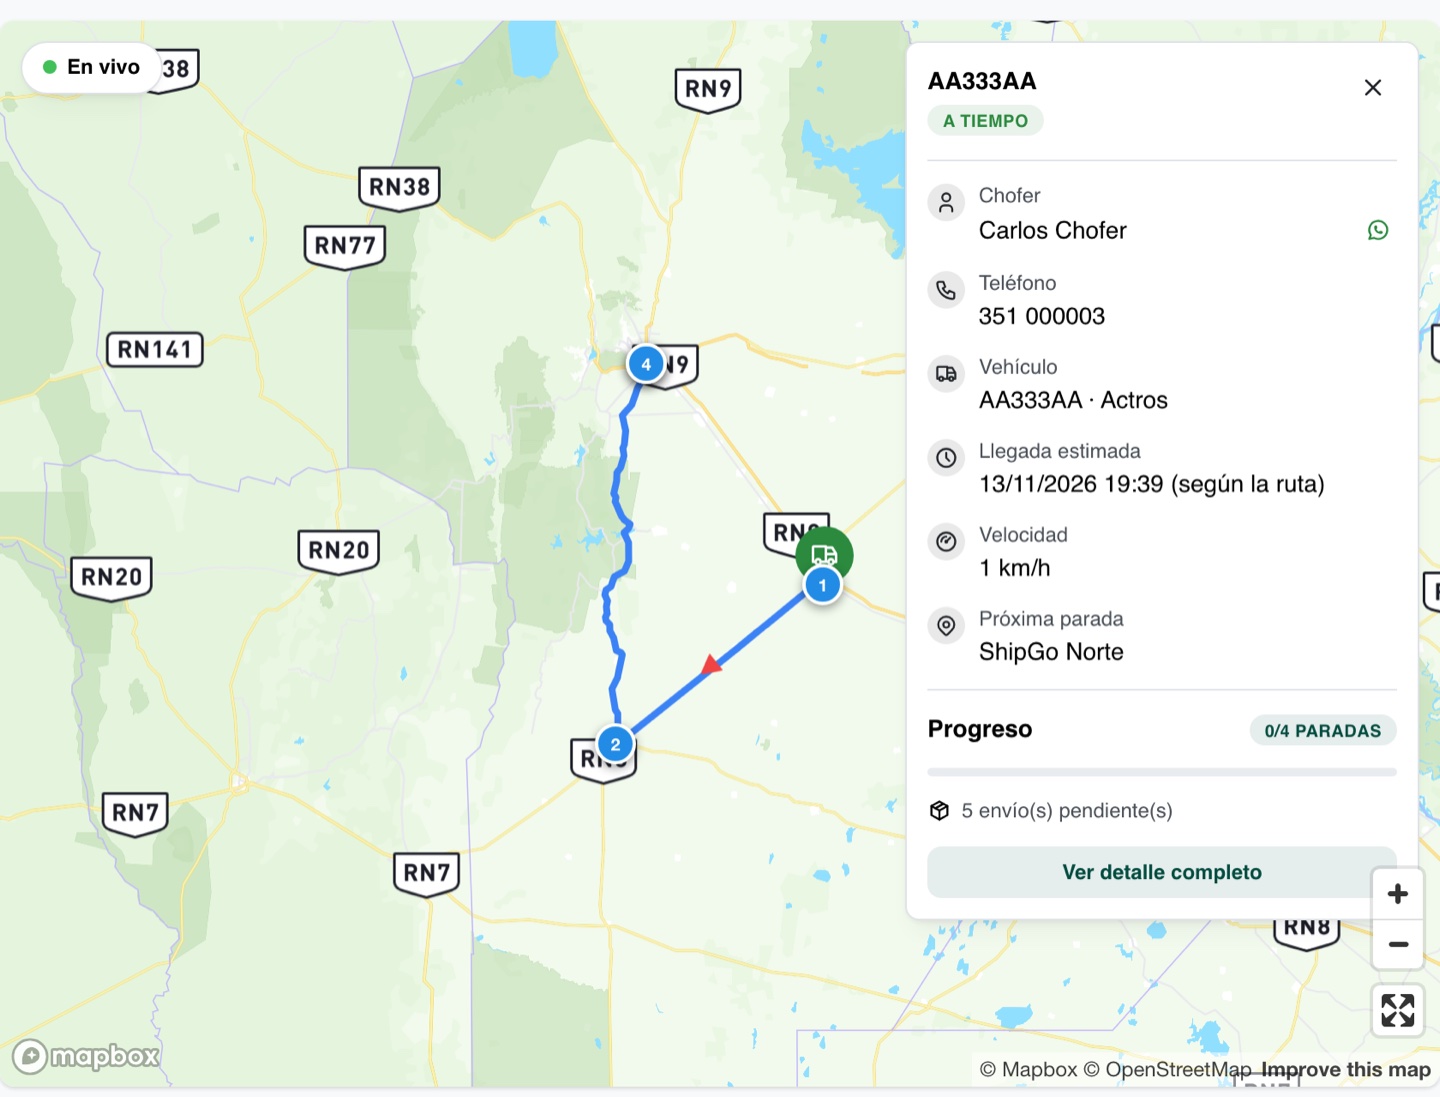 En vivo
38
RN9
RN38
RN77
RN141
4
N9
RN20
RN20
1
2
RN7
RN7
RN8
mapbox
© Mapbox © OpenStreetMap Improve this map
AA333AA
A TIEMPO
Chofer
Carlos Chofer
Teléfono
351 000003
Vehículo
AA333AA · Actros
Llegada estimada
13/11/2026 19:39 (según la ruta)
Velocidad
1 km/h
Próxima parada
ShipGo Norte
Progreso
0/4 PARADAS
5 envío(s) pendiente(s)
Ver detalle completo